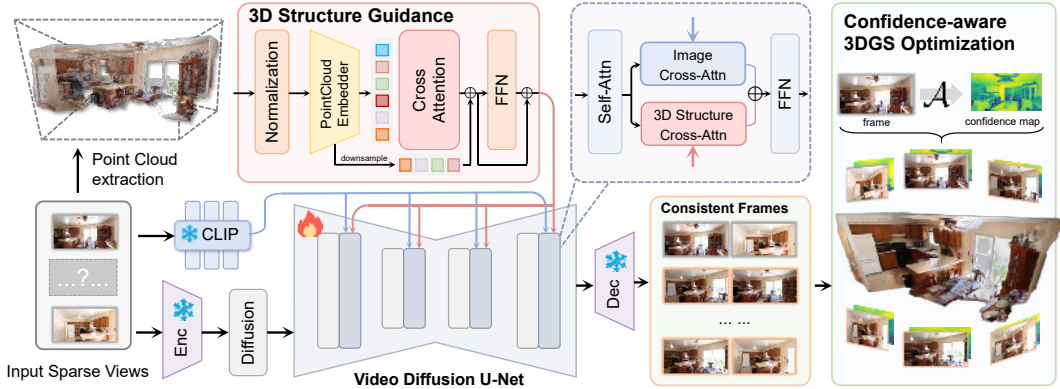 3D Structure Guidance
Normalization
PointCloud
Embedder
Cross
Attention
FFN
downsample
Self-Attn
Image
Cross-Attn
3D Structure
Cross-Attn
FFN
Confidence-aware
3DGS Optimization
A
frame
confidence map
Point Cloud
extraction
CLIP
...?...
Enc
Diffusion
Input Sparse Views
Video Diffusion U-Net
Dec
Consistent Frames
... ...